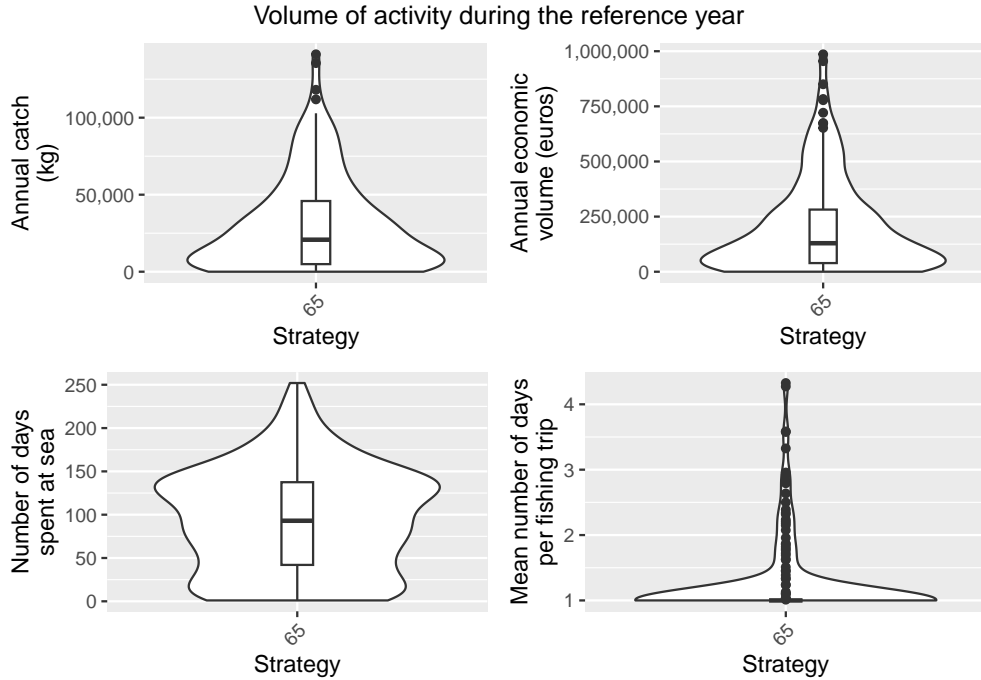 Volume of activity during the reference year
Annual catch
(kg)
100,000
50,000
0
65
Strategy
Annual economic
volume (euros)
1,000,000
750,000
500,000
250,000
0
65
Strategy
Number of days
spent at sea
250
200
150
100
50
0
65
Strategy
Mean number of days
per fishing trip
4
3
2
1
65
Strategy